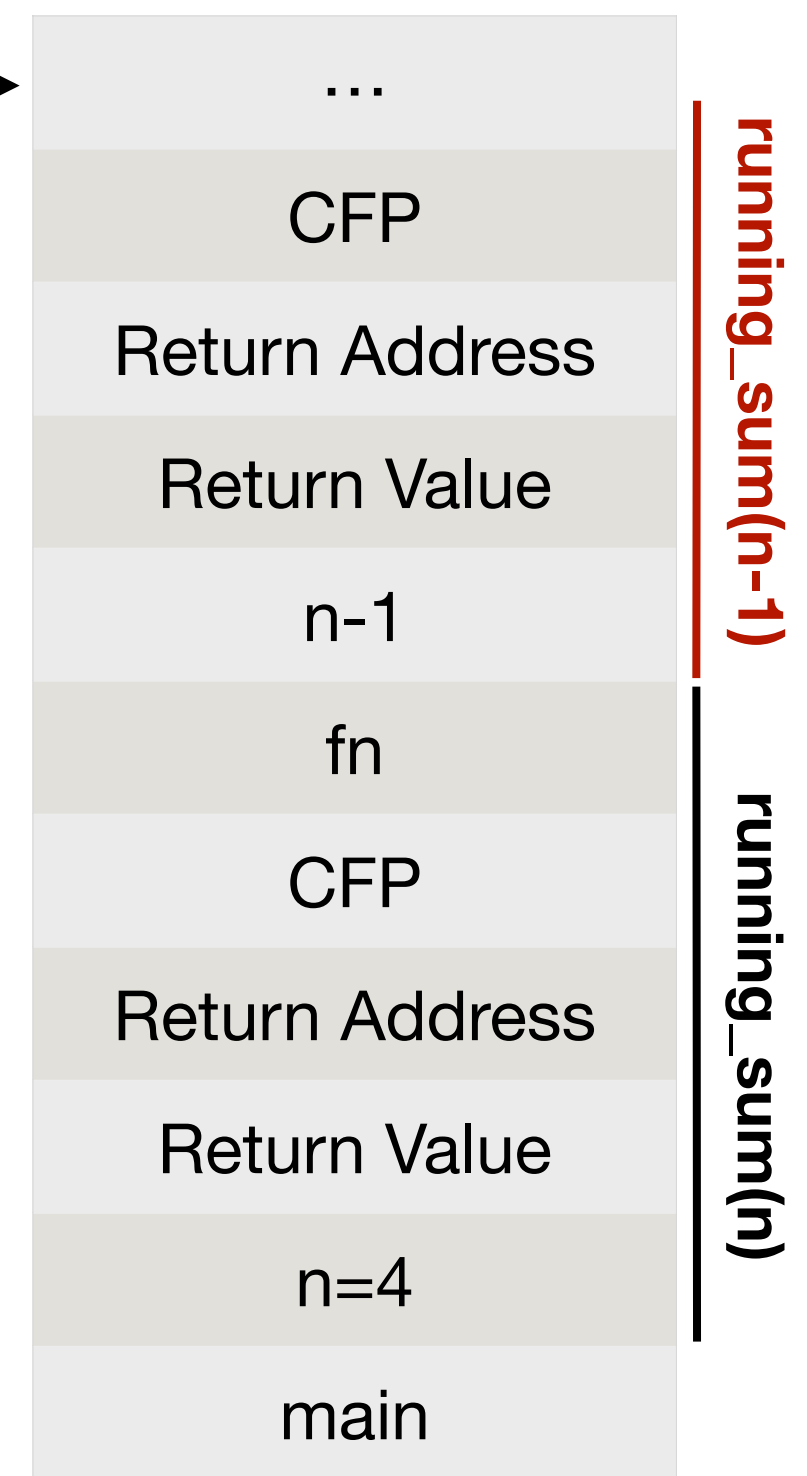 ...
CFP
Return Address
Return Value
n-1
fn
CFP
Return Address
Return Value
n=4
main
running_sum(n-1)
running_sum(n)